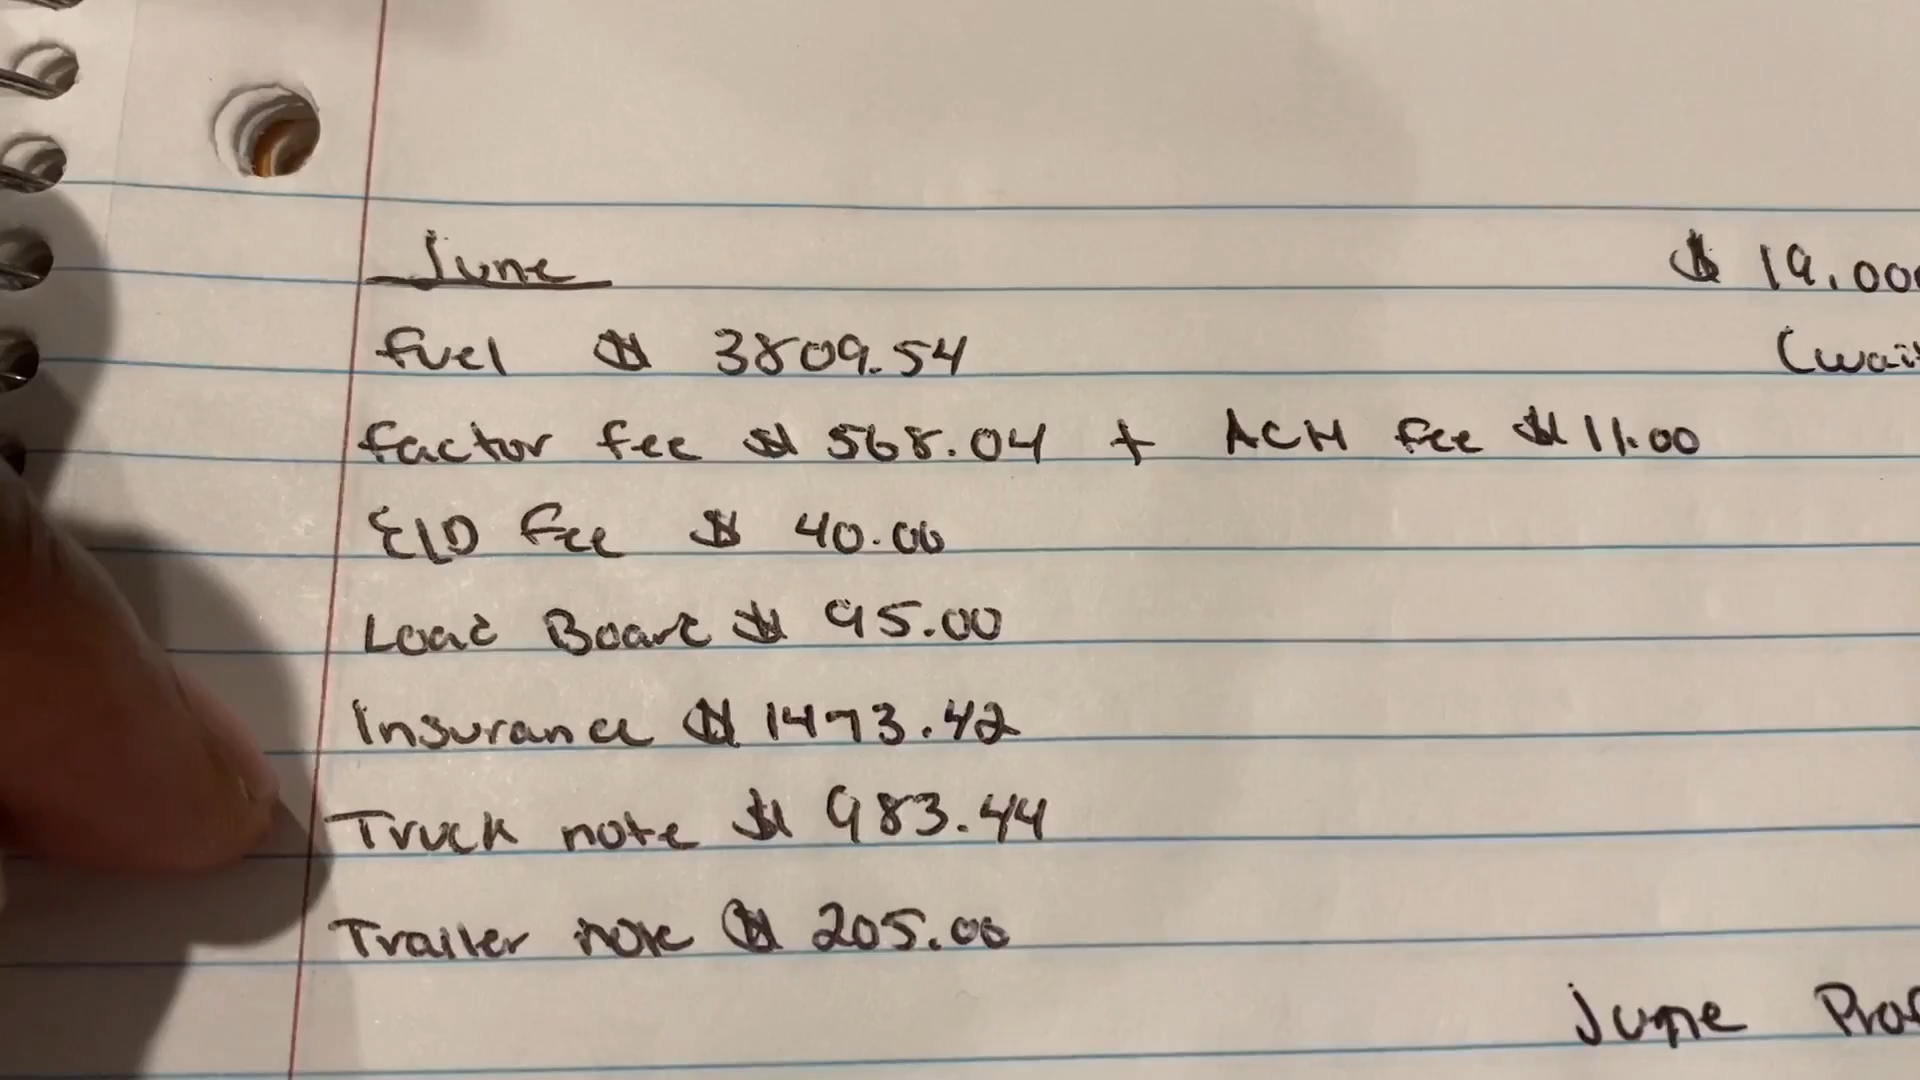 June $ 19,000
fuel $ 3809.54
factor fee $ 568.04 + ACH fee $11.00
ELD fee $ 40.00
Load Board $ 95.00
Insurance $ 1473.42
Truck note $ 983.44
Trailer note $ 205.00
June